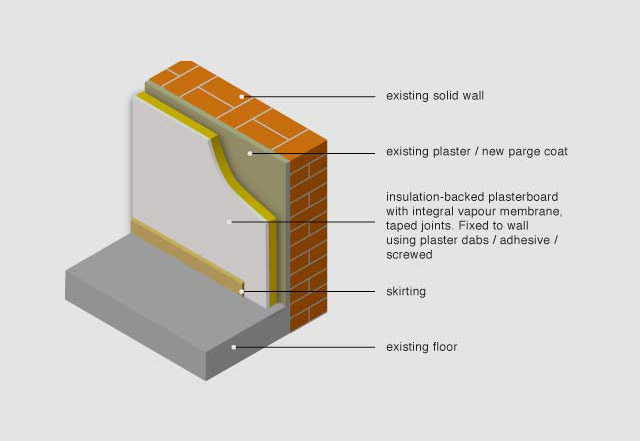 existing solid wall
existing plaster / new parge coat
insulation-backed plasterboard
with integral vapour membrane,
taped joints. Fixed to wall
using plaster dabs / adhesive /
screwed
skirting
existing floor